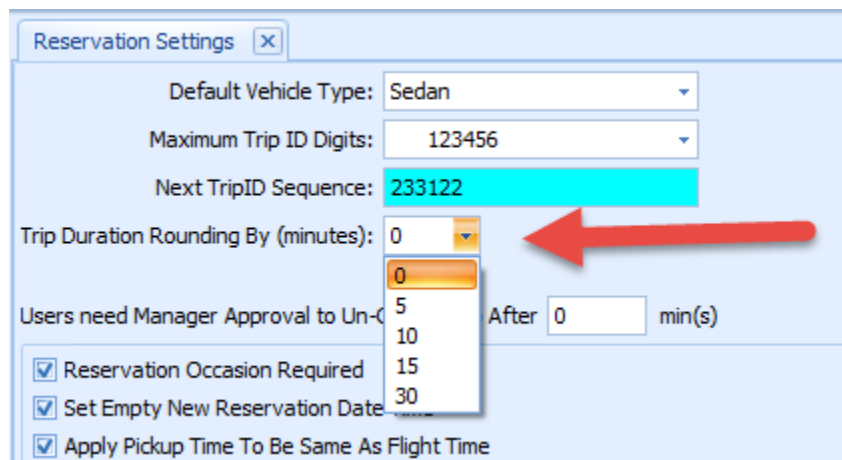 Reservation Settings
Default Vehicle Type: Sedan
Maximum Trip ID Digits: 123456
Next TripID Sequence: 233122
Trip Duration Rounding By (minutes): 0
0
5
10
15
30
Users need Manager Approval to Un- After 0 min(s)
Reservation Occasion Required
Set Empty New Reservation Date
Apply Pickup Time To Be Same As Flight Time